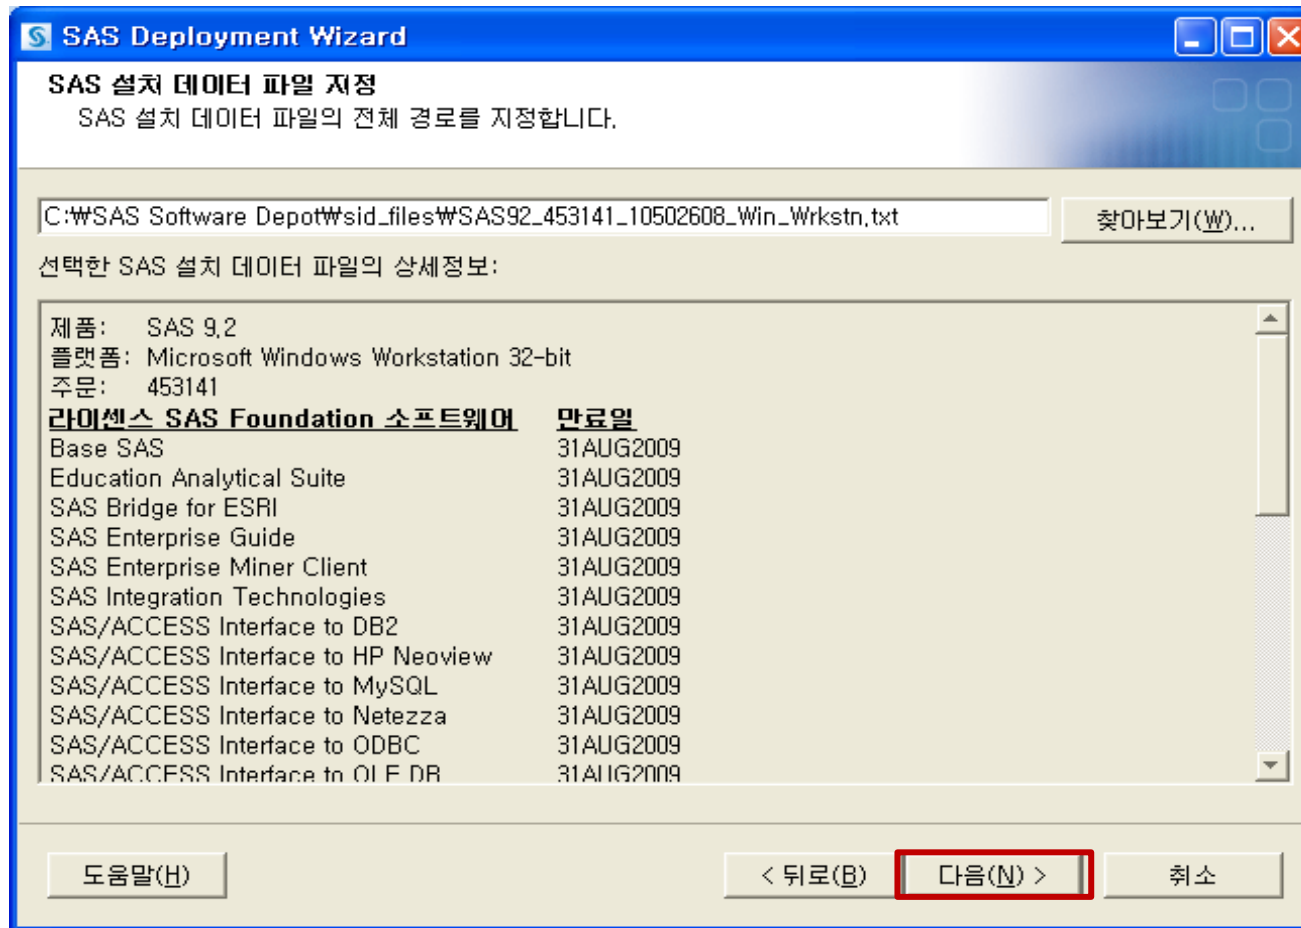 SAS Deployment Wizard
SAS 설치 데이터 파일 지정
SAS 설치 데이터 파일의 전체 경로를 지정합니다.
C:₩SAS Software Depot₩sid_files₩SAS92_453141_10502608_Win_Wrkstn.txt
찾아보기(W)...
선택한 SAS 설치 데이터 파일의 상세정보:
제품: SAS 9.2
플랫폼: Microsoft Windows Workstation 32-bit
주문: 453141
라이센스 SAS Foundation 소프트웨어 만료일
Base SAS 31AUG2009
Education Analytical Suite 31AUG2009
SAS Bridge for ESRI 31AUG2009
SAS Enterprise Guide 31AUG2009
SAS Enterprise Miner Client 31AUG2009
SAS Integration Technologies 31AUG2009
SAS/ACCESS Interface to DB2 31AUG2009
SAS/ACCESS Interface to HP Neoview 31AUG2009
SAS/ACCESS Interface to MySQL 31AUG2009
SAS/ACCESS Interface to Netezza 31AUG2009
SAS/ACCESS Interface to ODBC 31AUG2009
SAS/ACCESS Interface to OLE DB 31AUG2009
도움말(H) < 뒤로(B) 다음(N) > 취소